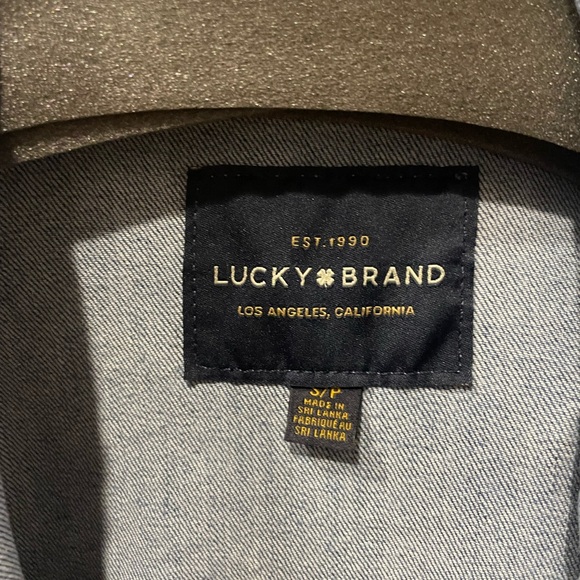 EST. 1990
LUCKY BRAND
LOS ANGELES, CALIFORNIA
S/P
MADE IN
SRI LANKA
FABRIQUÉ AU
SRI LANKA